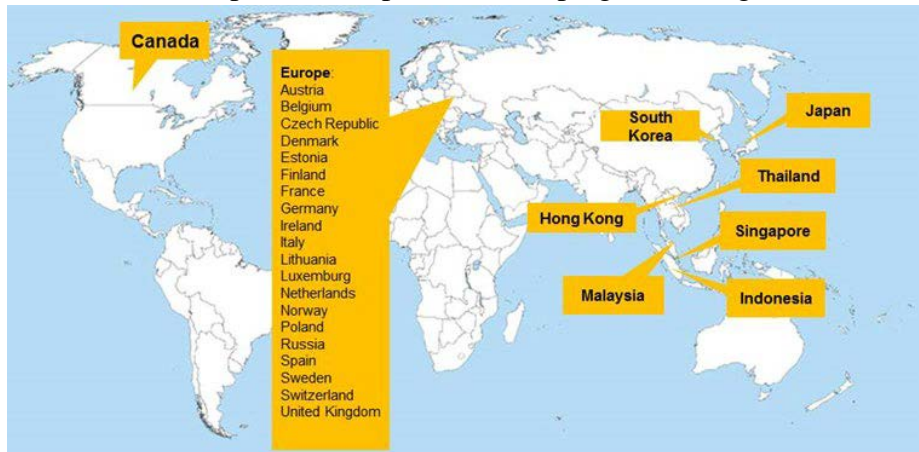 Canada
Europe:
Austria
Belgium
Czech Republic
Denmark
Estonia
Finland
France
Germany
Ireland
Italy
Lithuania
Luxemburg
Netherlands
Norway
Poland
Russia
Spain
Sweden
Switzerland
United Kingdom
South
Korea
Japan
Thailand
Hong Kong
Singapore
Malaysia
Indonesia